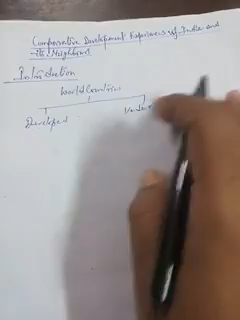 Comparative Development Experiences of India and
its Neighbours
Introduction
World Countries
Developed